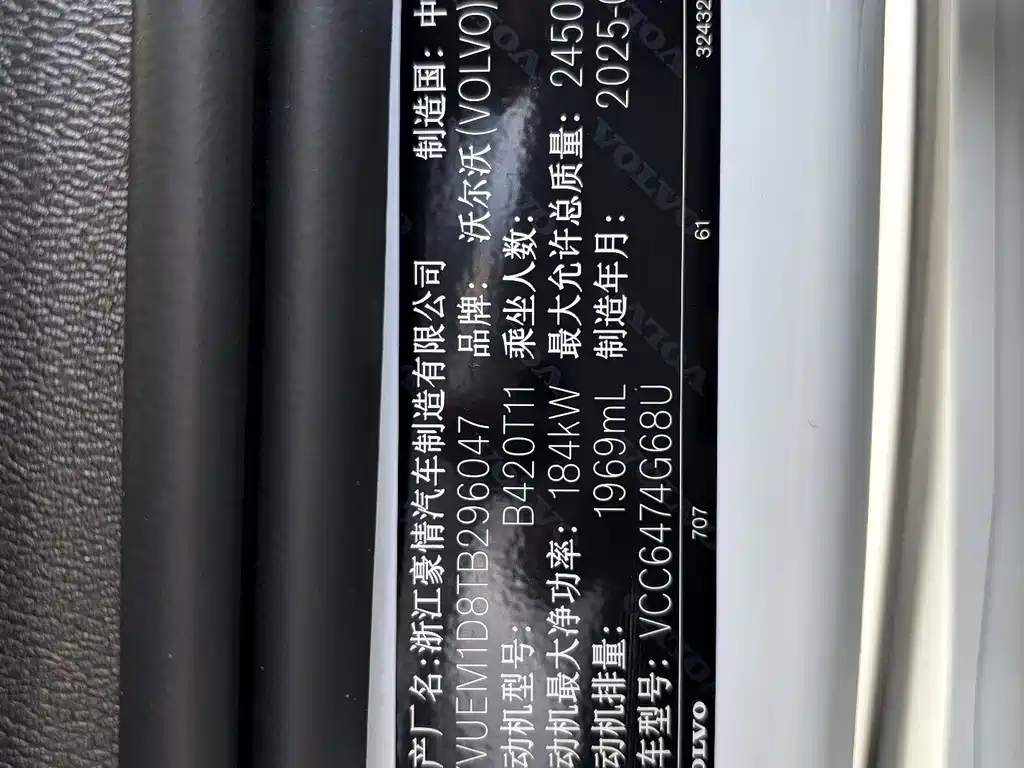 产厂名:浙江豪情汽车制造有限公司 制造国: 中
VUEM1D8TB296047 品牌: 沃尔沃(VOLVO)
动机型号: B420T11 乘坐人数:
动机最大净功率: 184kW 最大允许总质量: 2450
动机排量: 1969mL 制造年月: 2025-0
车型号: VCC6474G68U
OLVO 707 61 32432